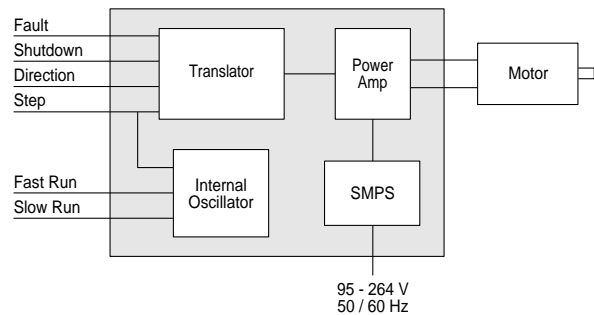 Fault
Shutdown
Direction
Step
Translator
Power
Amp
Motor
Fast Run
Slow Run
Internal
Oscillator
SMPS
95 - 264 V
50 / 60 Hz